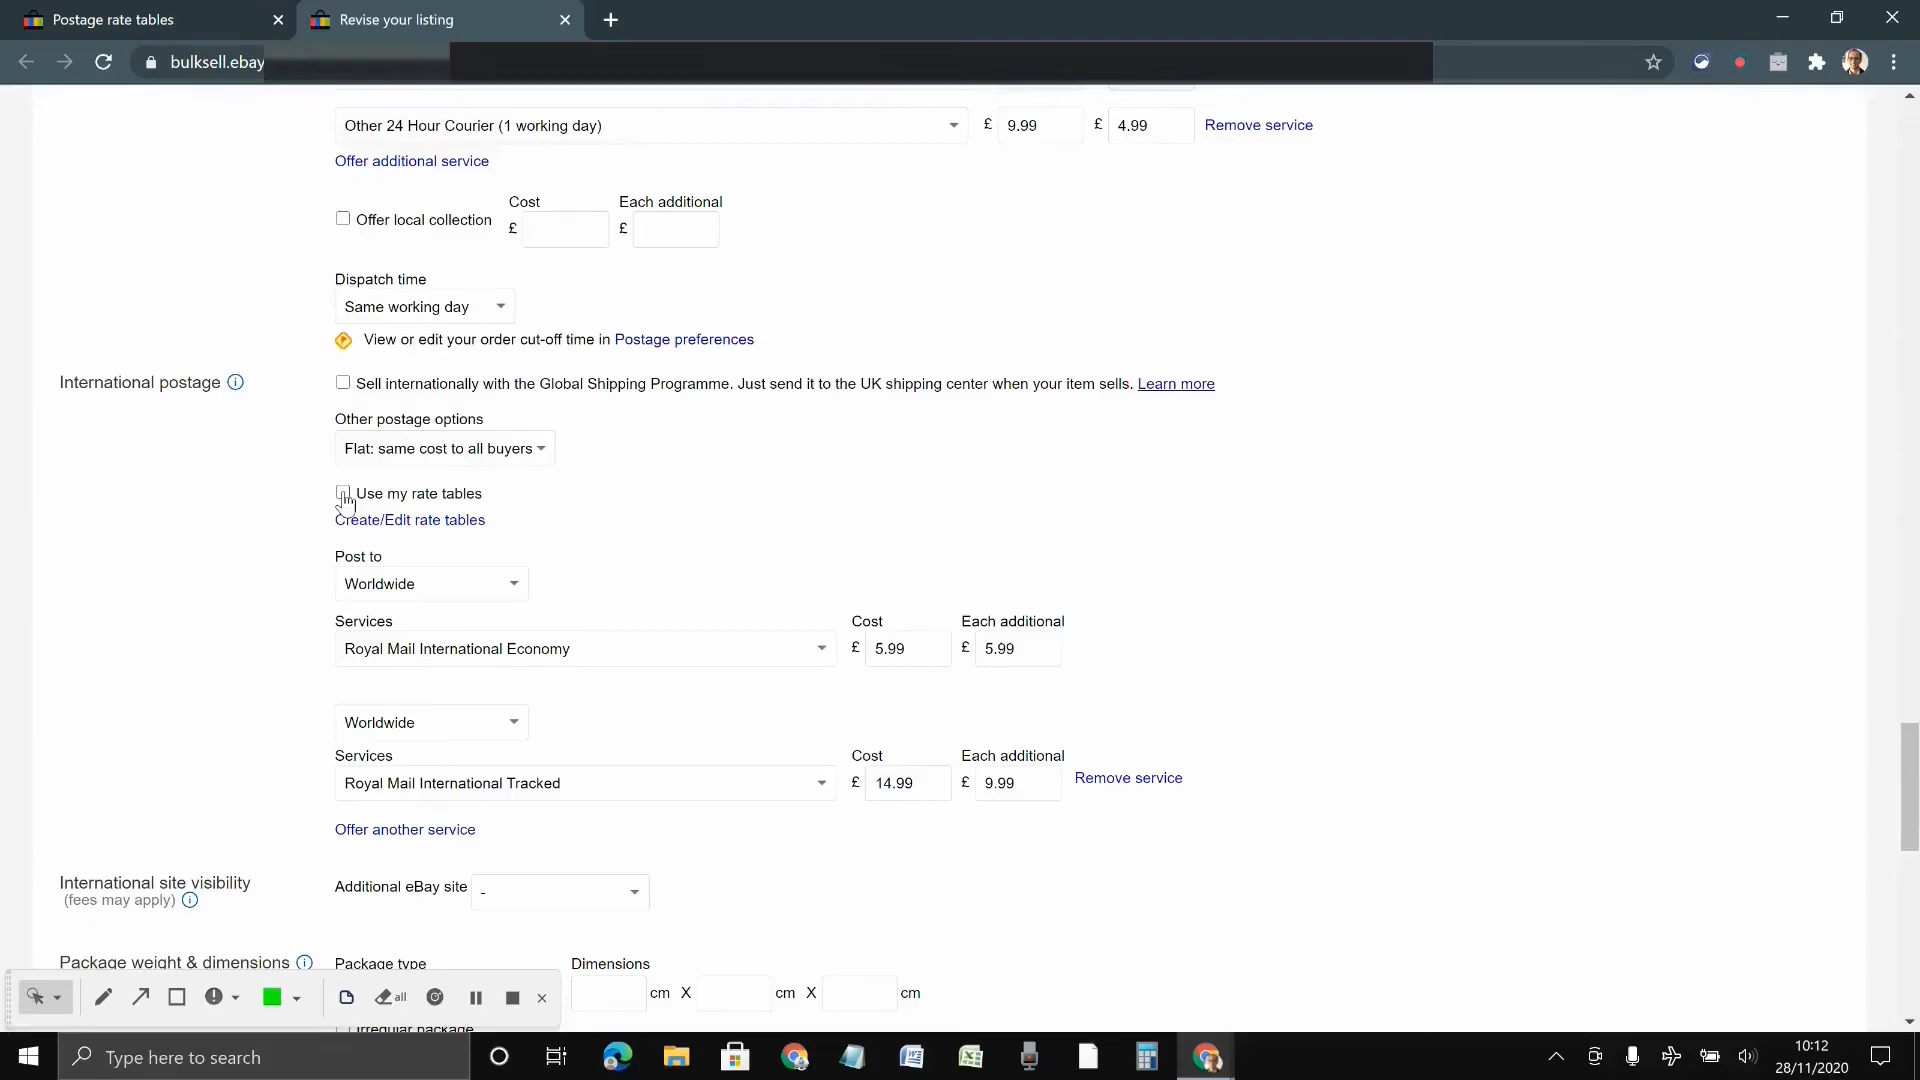 Postage rate tables
Revise your listing
bulksell.ebay
Other 24 Hour Courier (1 working day) £ 9.99 £ 4.99 Remove service
Offer additional service
Cost Each additional
Offer local collection £ £
Dispatch time
Same working day
View or edit your order cut-off time in Postage preferences
International postage
Sell internationally with the Global Shipping Programme. Just send it to the UK shipping center when your item sells. Learn more
Other postage options
Flat: same cost to all buyers
Use my rate tables
Create/Edit rate tables
Post to
Worldwide
Services Cost Each additional
Royal Mail International Economy £ 5.99 £ 5.99
Worldwide
Services Cost Each additional
Royal Mail International Tracked £ 14.99 £ 9.99 Remove service
Offer another service
International site visibility
(fees may apply)
Additional eBay site -
Package weight & dimensions Package type Dimensions
cm X cm X cm
Irregular package
all
Type here to search
10:12
28/11/2020